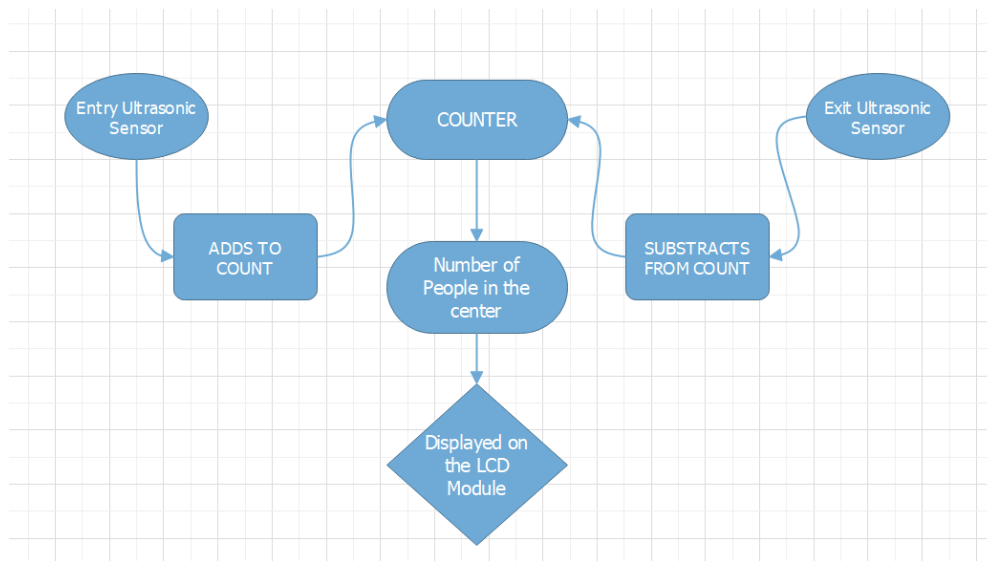 Entry Ultrasonic
Sensor
COUNTER
Exit Ultrasonic
Sensor
ADDS TO
COUNT
Number of
People in the
center
SUBSTRACTS
FROM COUNT
Displayed on
the LCD
Module